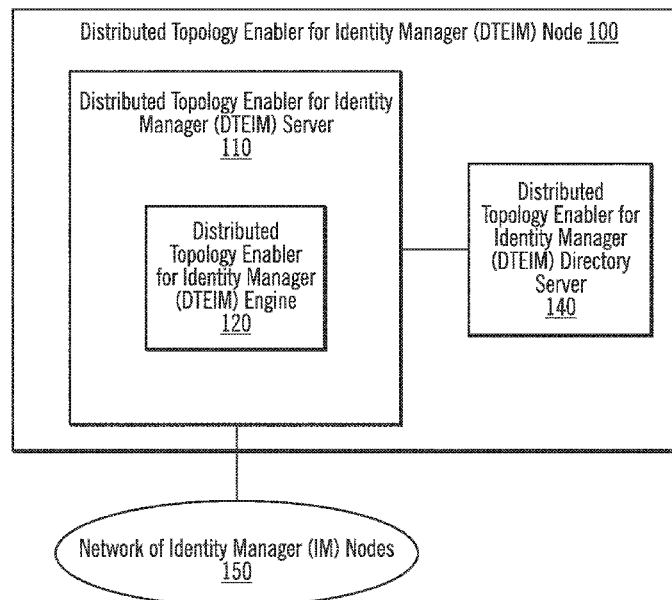 Distributed Topology Enabler for Identity Manager (DTEIM) Node 100
Distributed Topology Enabler for Identity
Manager (DTEIM) Server
110
Distributed
Topology Enabler
for Identity Manager
(DTEIM) Engine
120
Distributed
Topology Enabler for
Identity Manager
(DTEIM) Directory
Server
140
Network of Identity Manager (IM) Nodes
150